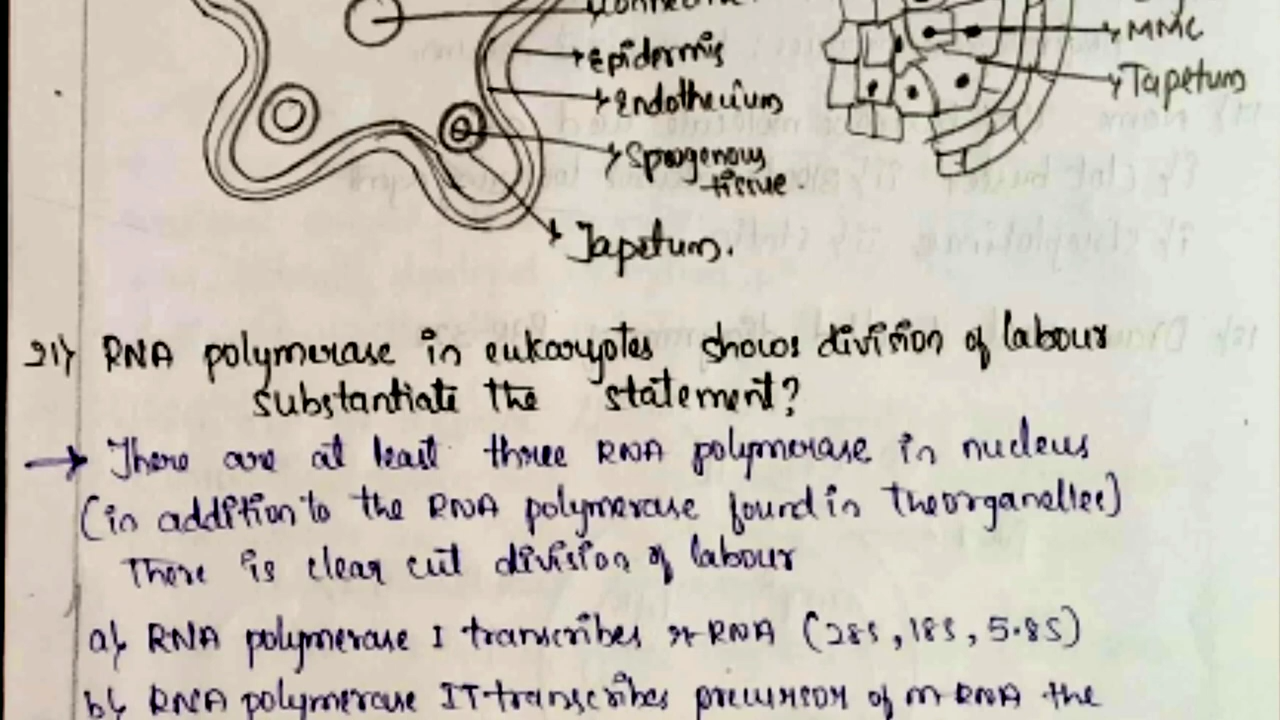 Epidermis
Endothecium
MMC
Tapetum
Sporogenous
tissue.
Tapetum.
21) RNA polymerase in eukaryotes shows division of labour
substantiate the statement?
→ There are at least three RNA polymerase in nucleus
(in addition to the RNA polymerase found in the organelles)
There is clear cut division of labour
a) RNA polymerase I transcribes rRNA (28S, 18S, 5.8S)
b) RNA polymerase II transcribes precursor of mRNA the